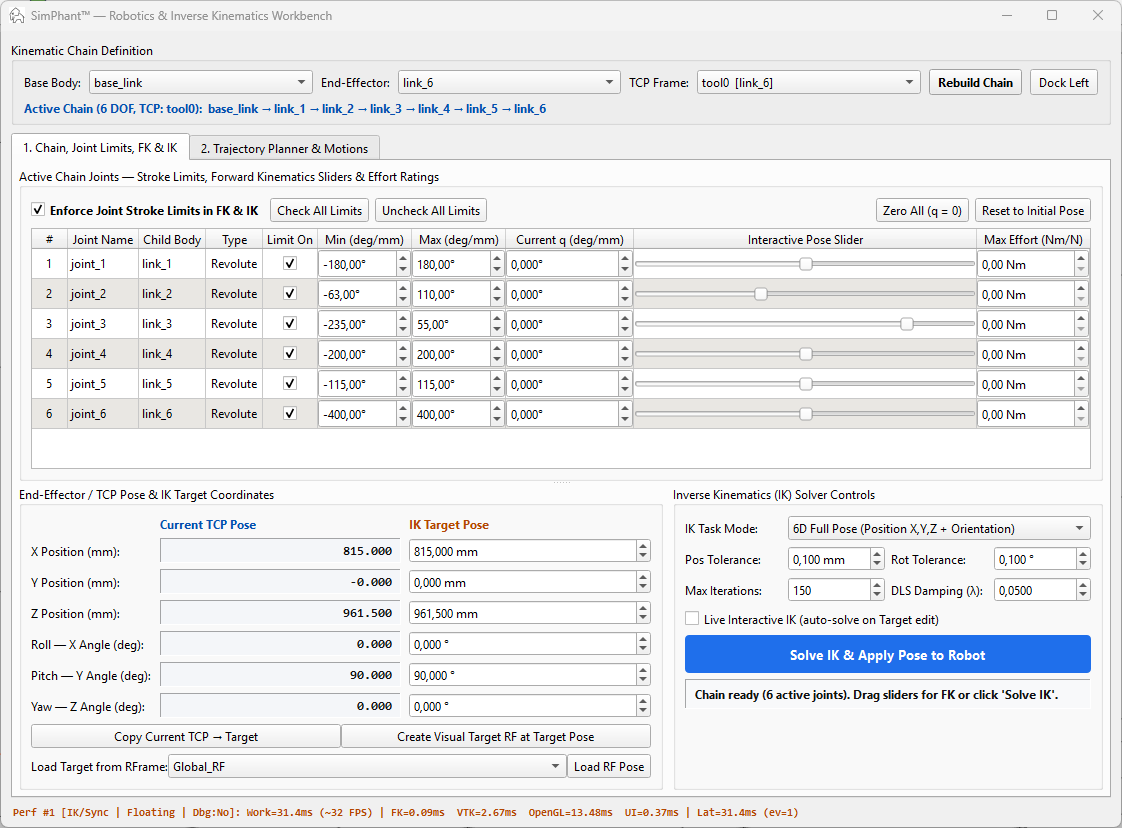 SimPhant™ — Robotics & Inverse Kinematics Workbench
Kinematic Chain Definition
Base Body: base_link End-Effector: link_6 TCP Frame: tool0 [link_6] Rebuild Chain Dock Left
Active Chain (6 DOF, TCP: tool0): base_link → link_1 → link_2 → link_3 → link_4 → link_5 → link_6
1. Chain, Joint Limits, FK & IK 2. Trajectory Planner & Motions
Active Chain Joints — Stroke Limits, Forward Kinematics Sliders & Effort Ratings
Enforce Joint Stroke Limits in FK & IK Check All Limits Uncheck All Limits Zero All (q = 0) Reset to Initial Pose
# Joint Name Child Body Type Limit On Min (deg/mm) Max (deg/mm) Current q (deg/mm) Interactive Pose Slider Max Effort (Nm/N)
1 joint_1 link_1 Revolute -180,00° 180,00° 0,000° 0,00 Nm
2 joint_2 link_2 Revolute -63,00° 110,00° 0,000° 0,00 Nm
3 joint_3 link_3 Revolute -235,00° 55,00° 0,000° 0,00 Nm
4 joint_4 link_4 Revolute -200,00° 200,00° 0,000° 0,00 Nm
5 joint_5 link_5 Revolute -115,00° 115,00° 0,000° 0,00 Nm
6 joint_6 link_6 Revolute -400,00° 400,00° 0,000° 0,00 Nm
End-Effector / TCP Pose & IK Target Coordinates
Current TCP Pose IK Target Pose
X Position (mm): 815.000 815,000 mm
Y Position (mm): -0.000 0,000 mm
Z Position (mm): 961.500 961,500 mm
Roll — X Angle (deg): 0.000 0,000 °
Pitch — Y Angle (deg): 90.000 90,000 °
Yaw — Z Angle (deg): 0.000 0,000 °
Copy Current TCP → Target Create Visual Target RF at Target Pose
Load Target from RFrame: Global_RF Load RF Pose
Inverse Kinematics (IK) Solver Controls
IK Task Mode: 6D Full Pose (Position X,Y,Z + Orientation)
Pos Tolerance: 0,100 mm Rot Tolerance: 0,100 °
Max Iterations: 150 DLS Damping (λ): 0,0500
Live Interactive IK (auto-solve on Target edit)
Solve IK & Apply Pose to Robot
Chain ready (6 active joints). Drag sliders for FK or click 'Solve IK'.
Perf #1 [IK/Sync | Floating | Dbg:No]: Work=31.4ms (~32 FPS) | FK=0.09ms VTK=2.67ms OpenGL=13.48ms UI=0.37ms | Lat=31.4ms (ev=1)